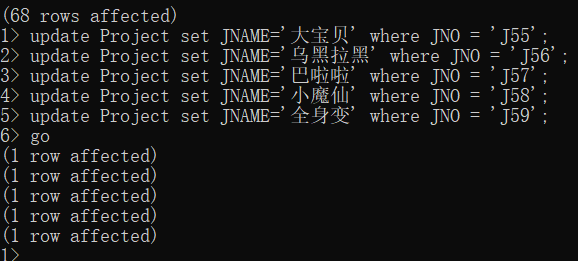 (68 rows affected)
1> update Project set JNAME='大宝贝' where JNO = 'J55';
2> update Project set JNAME='乌黑拉黑' where JNO = 'J56';
3> update Project set JNAME='巴啦啦' where JNO = 'J57';
4> update Project set JNAME='小魔仙' where JNO = 'J58';
5> update Project set JNAME='全身变' where JNO = 'J59';
6> go
(1 row affected)
(1 row affected)
(1 row affected)
(1 row affected)
(1 row affected)
1>